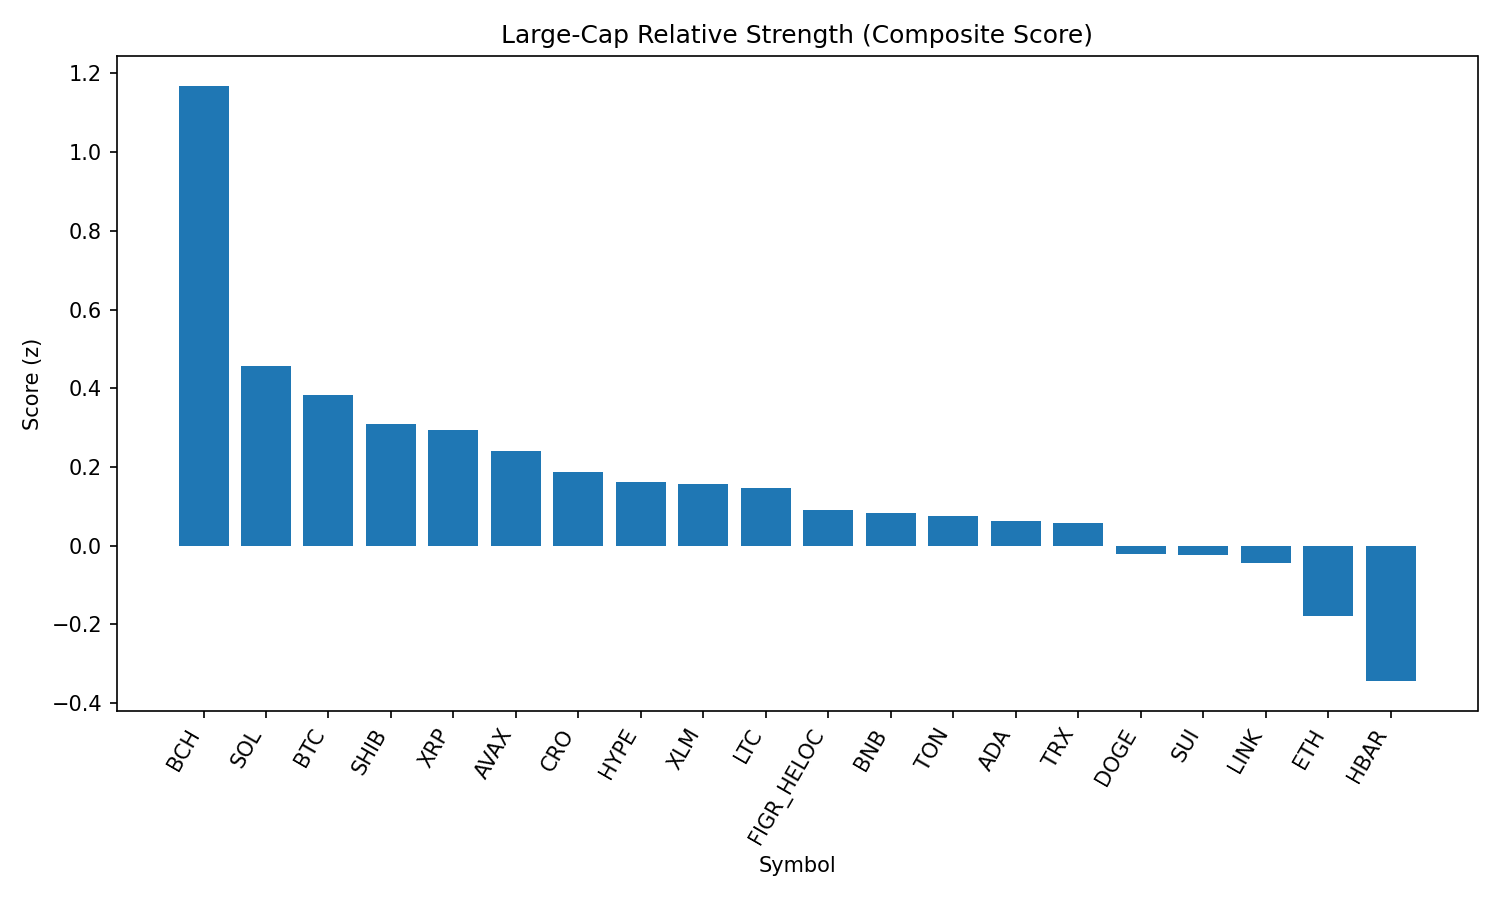 Large-Cap Relative Strength (Composite Score)
Score (z)
1.2
1.0
0.8
0.6
0.4
0.2
0.0
−0.2
−0.4
BCH
SOL
BTC
SHIB
XRP
AVAX
CRO
HYPE
XLM
LTC
FIGR_HELOC
BNB
TON
ADA
TRX
DOGE
SUI
LINK
ETH
HBAR
Symbol